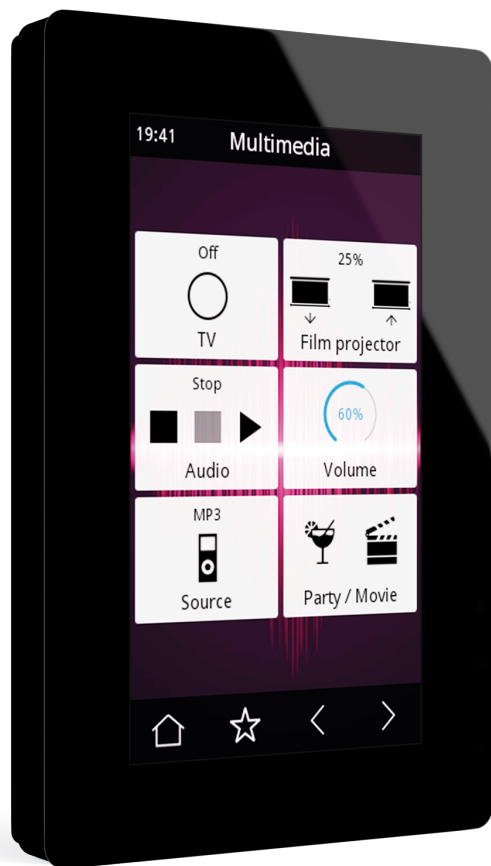 19:41
Multimedia
Off
TV
25%
Film projector
Stop
Audio
60%
Volume
MP3
Source
Party / Movie